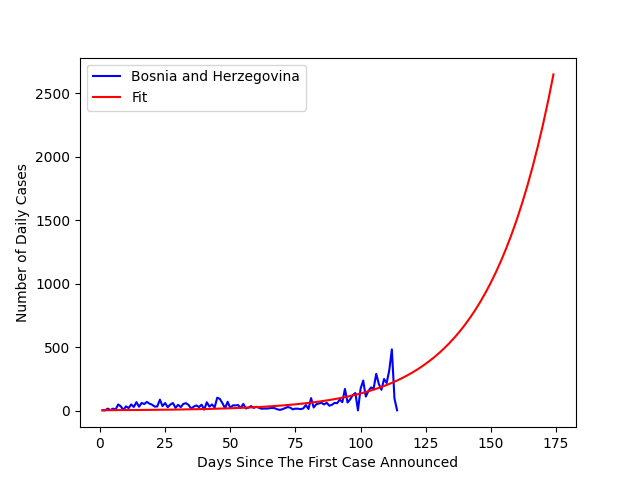 Bosnia and Herzegovina
Fit
2500
2000
1500
1000
500
0
Number of Daily Cases
0 25 50 75 100 125 150 175
Days Since The First Case Announced